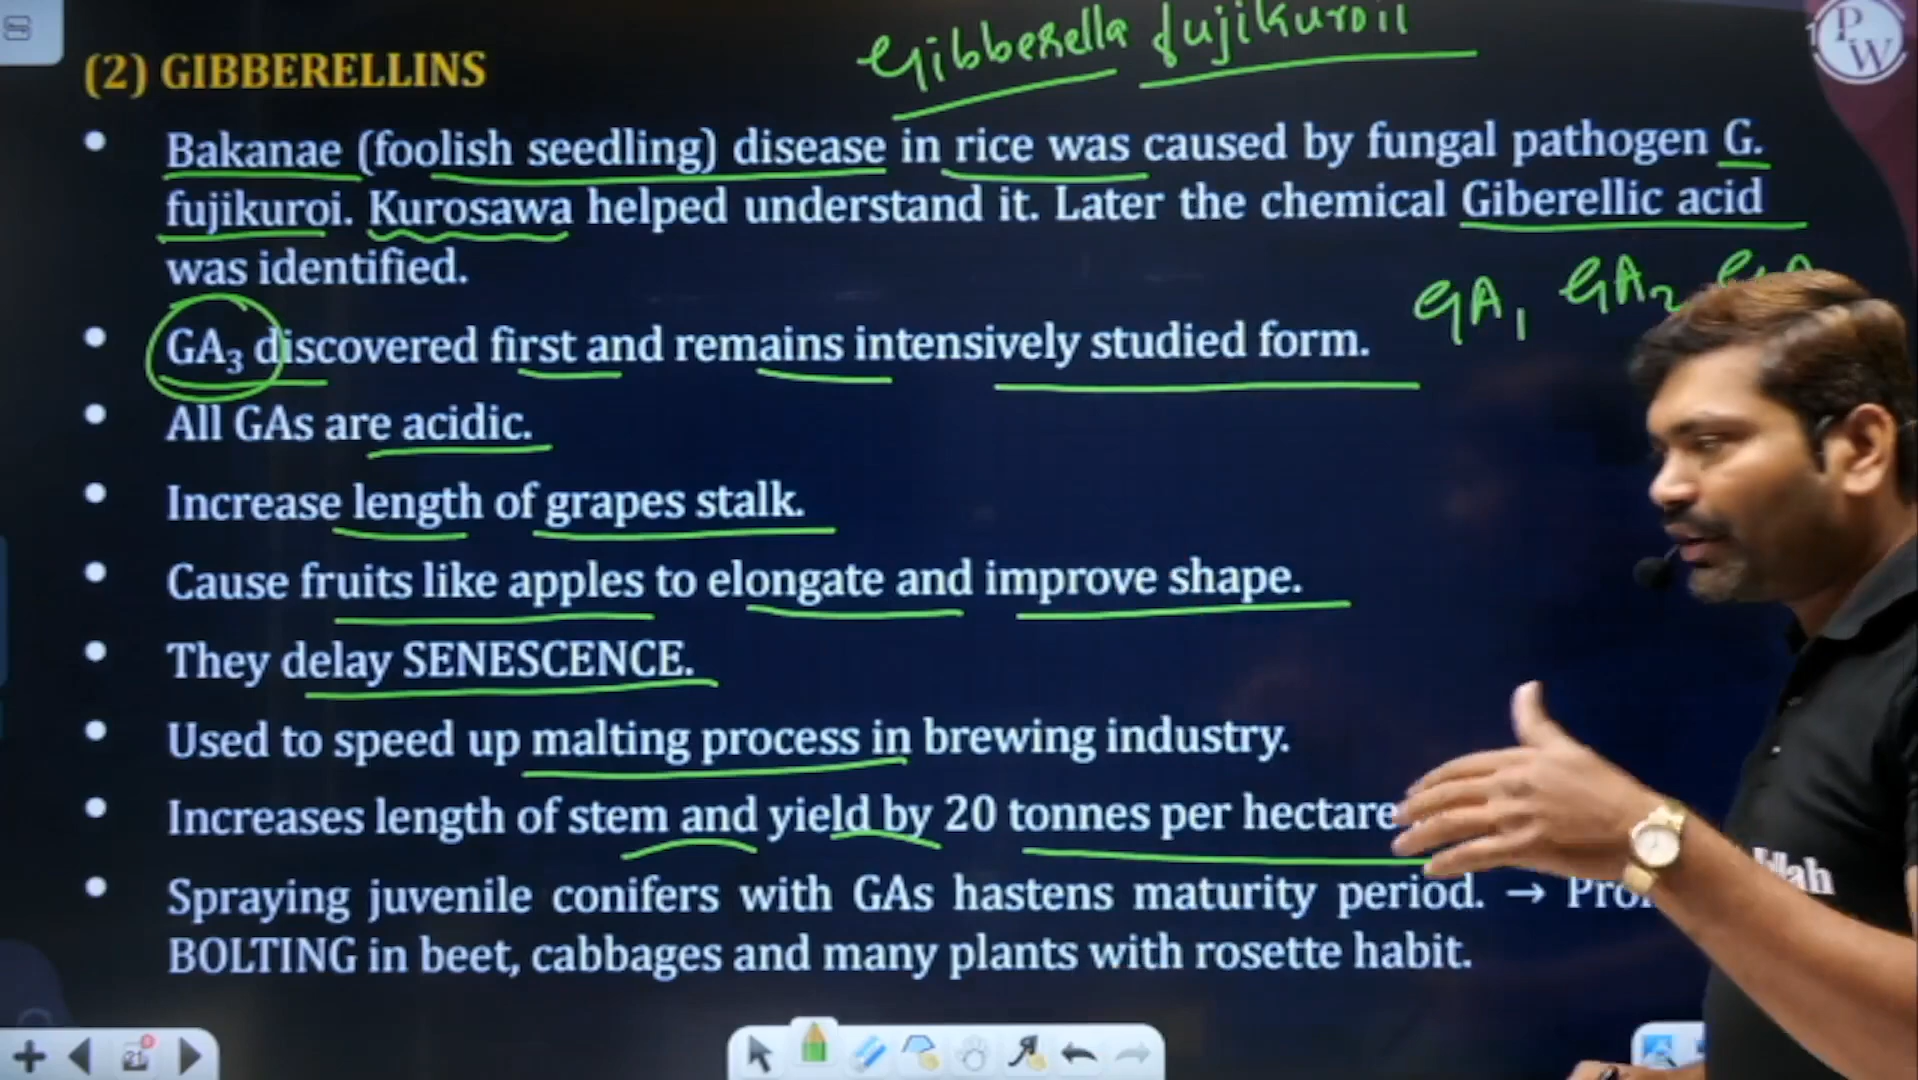 Gibberella fujikuroii
PW
(2) GIBBERELLINS
• Bakanae (foolish seedling) disease in rice was caused by fungal pathogen G.
fujikuroi. Kurosawa helped understand it. Later the chemical Giberellic acid
was identified.
GA₁ GA₂
• GA₃ discovered first and remains intensively studied form.
• All GAs are acidic.
• Increase length of grapes stalk.
• Cause fruits like apples to elongate and improve shape.
• They delay SENESCENCE.
• Used to speed up malting process in brewing industry.
• Increases length of stem and yield by 20 tonnes per hectare
• Spraying juvenile conifers with GAs hastens maturity period. →
BOLTING in beet, cabbages and many plants with rosette habit.
21